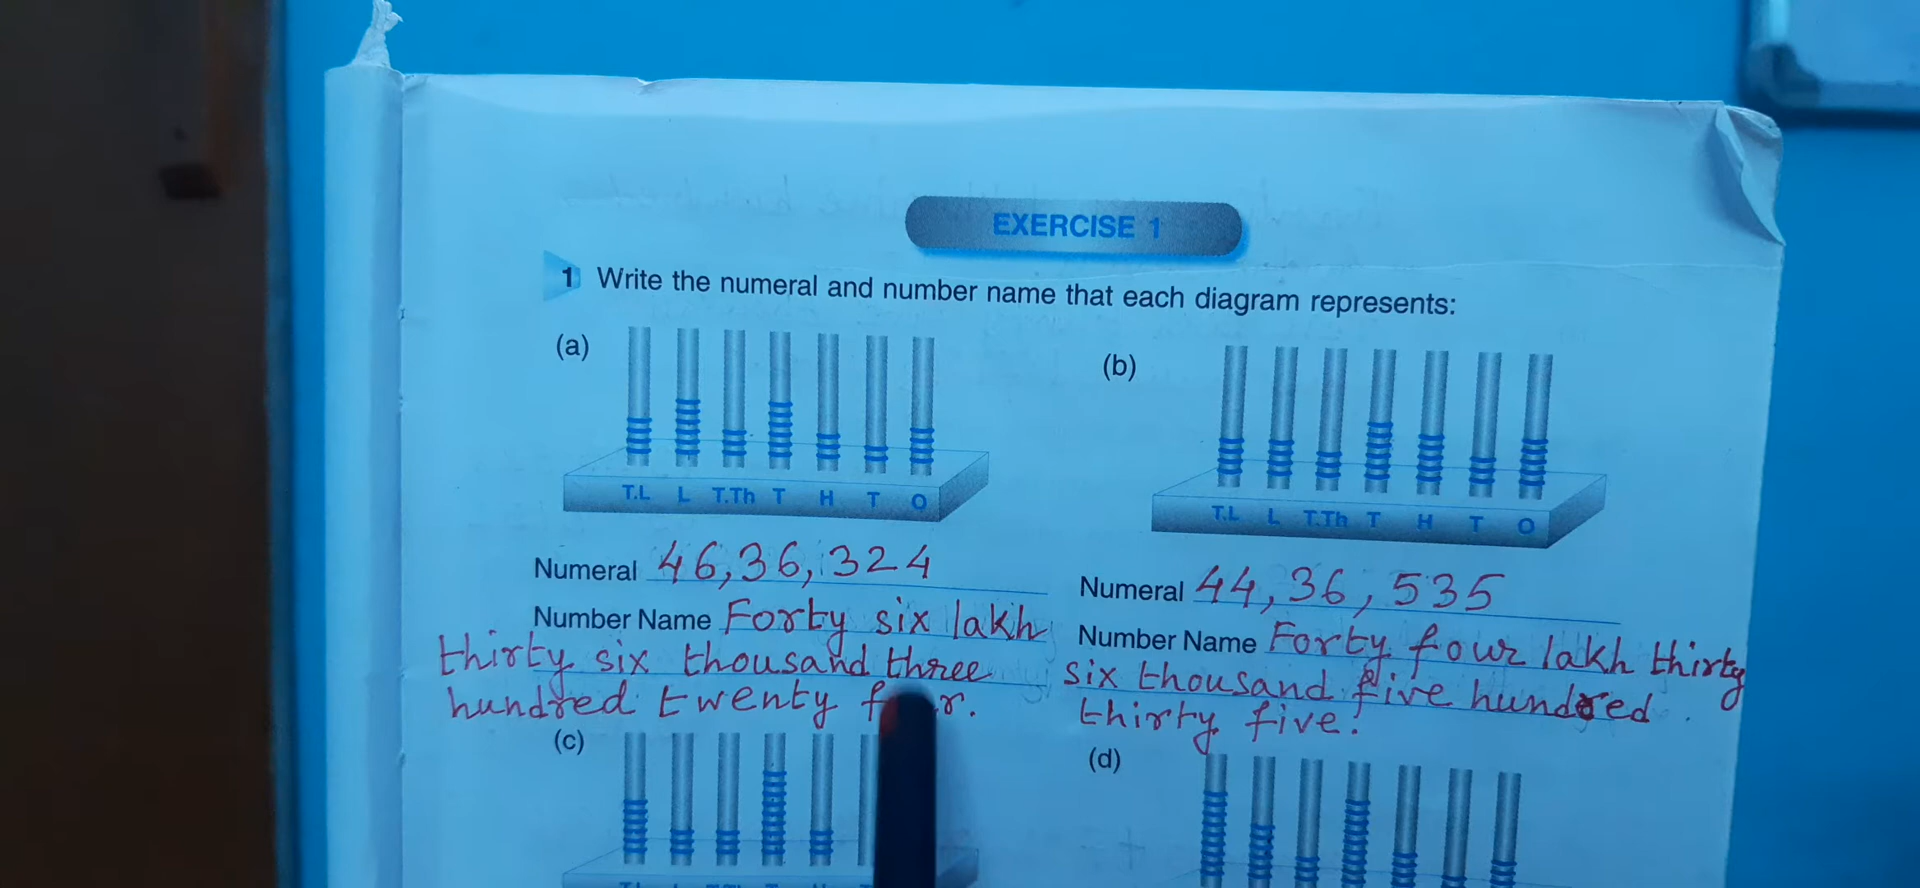 EXERCISE 1
1 Write the numeral and number name that each diagram represents:
(a)
T.L L T.Th T H T O
Numeral 46,36,324
Number Name Forty six lakh
thirty six thousand three
hundred twenty
(b)
T.L L T.Th T H T O
Numeral 44,36,535
Number Name Forty four lakh thirty
six thousand five hundred
thirty five.
(c)
(d)